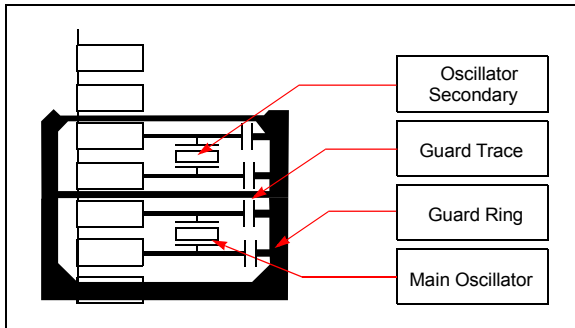 Oscillator
Secondary
Guard Trace
Guard Ring
Main Oscillator